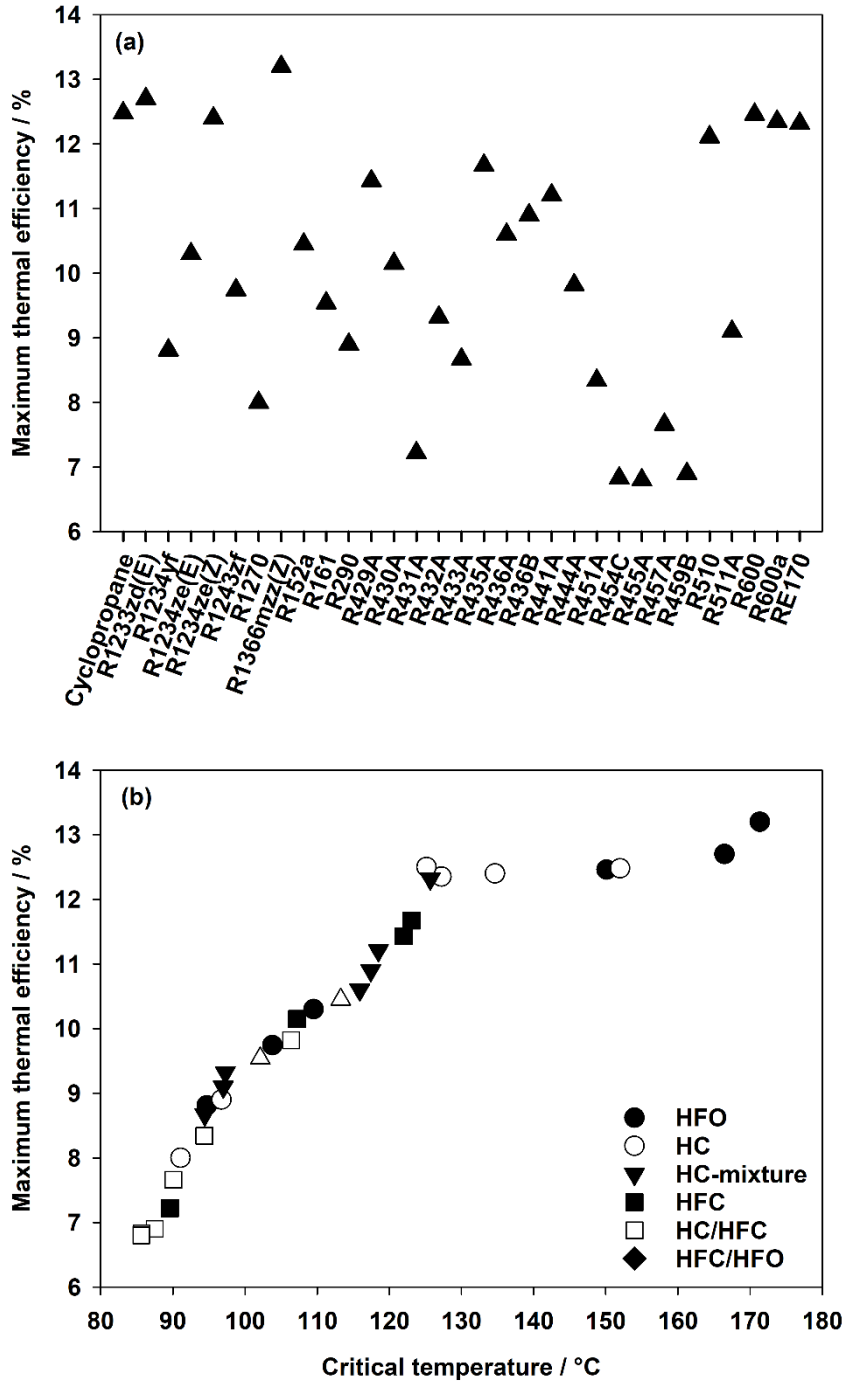 (a)
Maximum thermal efficiency / %
14
13
12
11
10
9
8
7
6
Cyclopropane
R1233zd(E)
R1234yf
R1234ze(E)
R1234ze(Z)
R1243zf
R1270
R1366mzz(Z)
R152a
R161
R290
R429A
R430A
R431A
R432A
R433A
R435A
R436A
R436B
R441A
R444A
R451A
R454C
R455A
R457A
R459B
R510
R511A
R600
R600a
RE170
(b)
Maximum thermal efficiency / %
14
13
12
11
10
9
8
7
6
HFO
HC
HC-mixture
HFC
HC/HFC
HFC/HFO
80 90 100 110 120 130 140 150 160 170 180
Critical temperature / °C